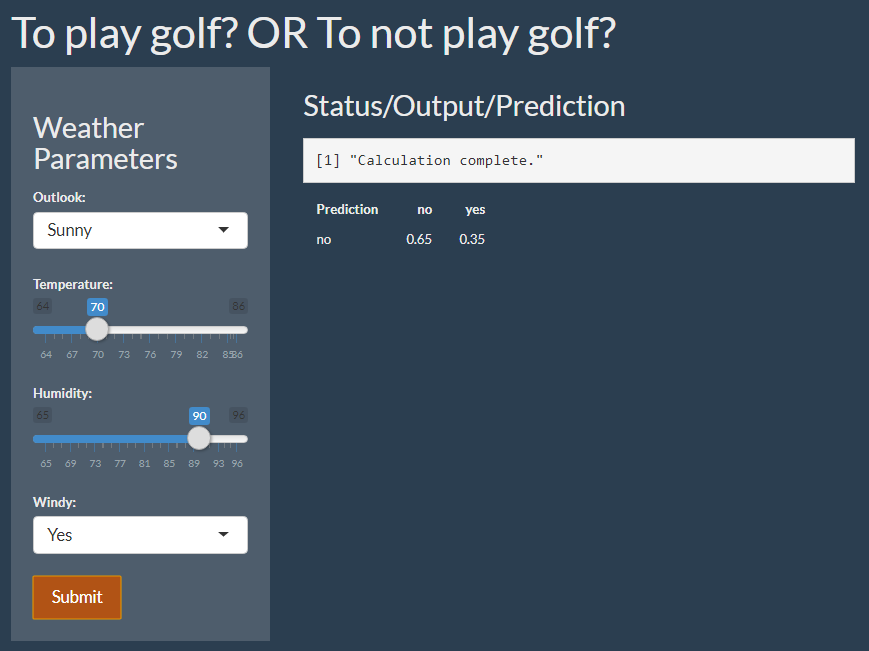 To play golf? OR To not play golf?
Weather
Parameters
Outlook:
Sunny
Temperature:
64 70 86
64 67 70 73 76 79 82 8586
Humidity:
65 90 96
65 69 73 77 81 85 89 93 96
Windy:
Yes
Submit
Status/Output/Prediction
[1] "Calculation complete."
Prediction no yes
no 0.65 0.35